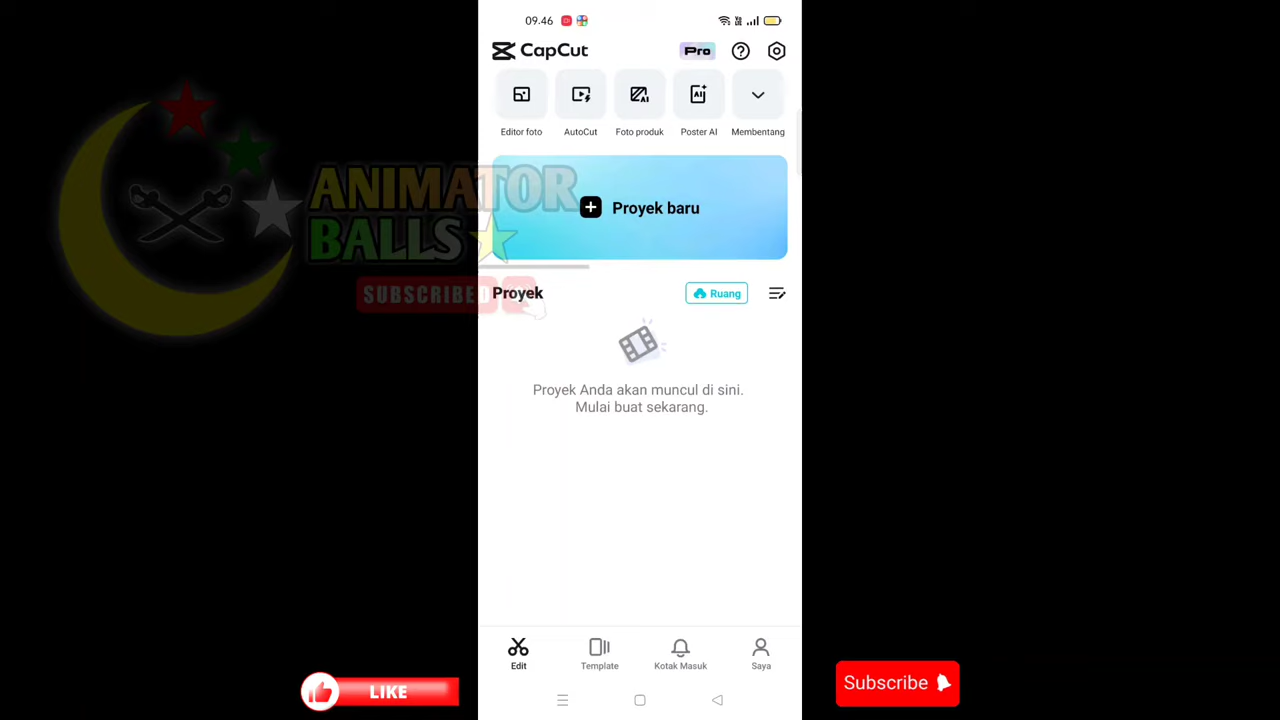 09.46
CapCut
Pro
Editor foto
AutoCut
Foto produk
Poster AI
Membentang
ANIMATOR
BALLS
Proyek baru
SUBSCRIBED
Proyek
Ruang
Proyek Anda akan muncul di sini.
Mulai buat sekarang.
Edit
Template
Kotak Masuk
Saya
LIKE
Subscribe